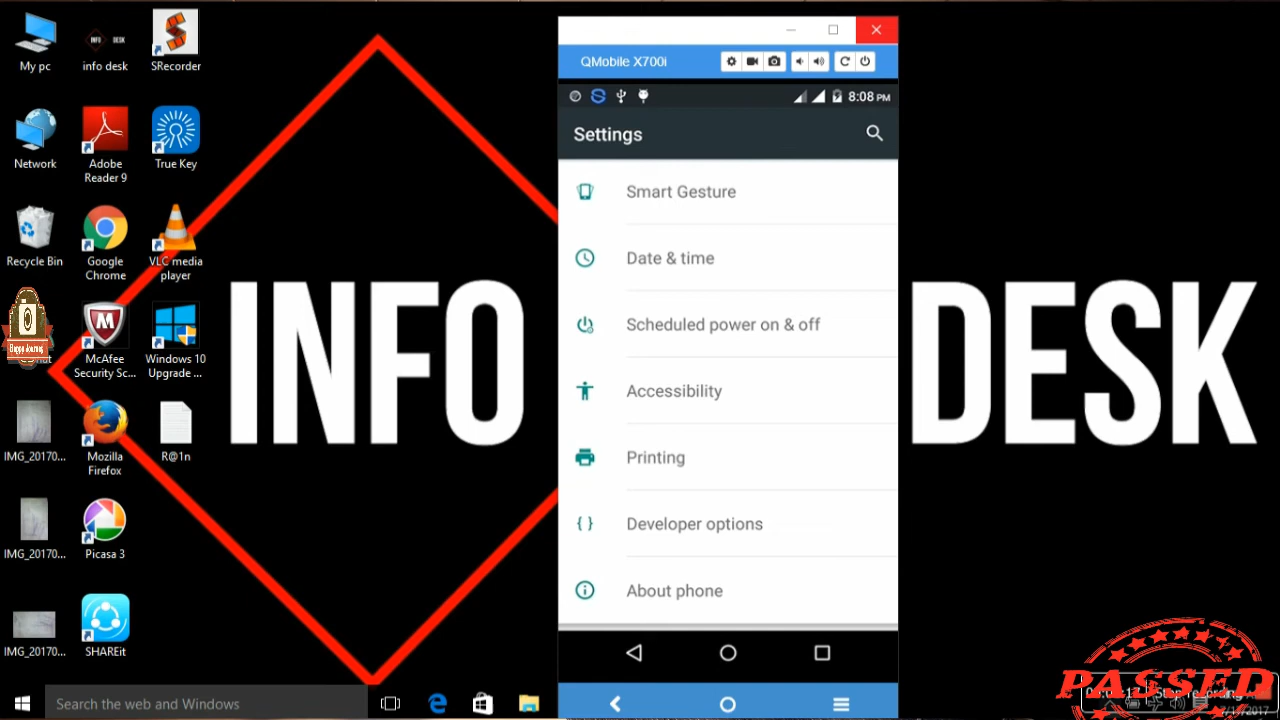 My pc
info desk
SRecorder
Network
Adobe
Reader 9
True Key
Recycle Bin
Google
Chrome
VLC media
player
McAfee
Security Sc...
Windows 10
Upgrade ...
IMG_20170...
Mozilla
Firefox
R@1n
IMG_20170...
Picasa 3
IMG_20170...
SHAREit
INFO DESK
QMobile X700i
8:08 PM
Settings
Smart Gesture
Date & time
Scheduled power on & off
Accessibility
Printing
Developer options
About phone
Search the web and Windows
PASSED
Stop recording